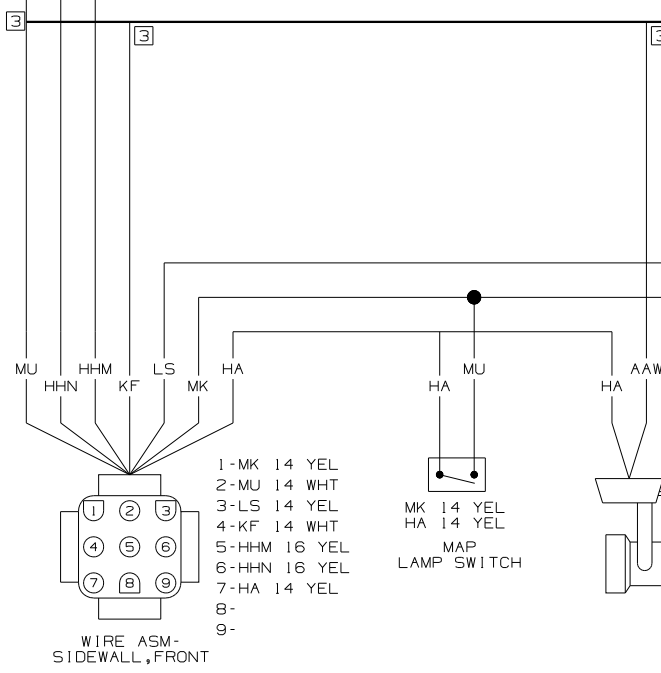 3
3
3
MU
HHN
HHM
KF
LS
MK
HA
HA
MU
HA
AAW
1-MK 14 YEL
2-MU 14 WHT
3-LS 14 YEL
4-KF 14 WHT
5-HHM 16 YEL
6-HHN 16 YEL
7-HA 14 YEL
8-
9-
1 2 3
4 5 6
7 8 9
WIRE ASM-
SIDEWALL,FRONT
MK 14 YEL
HA 14 YEL
MAP
LAMP SWITCH